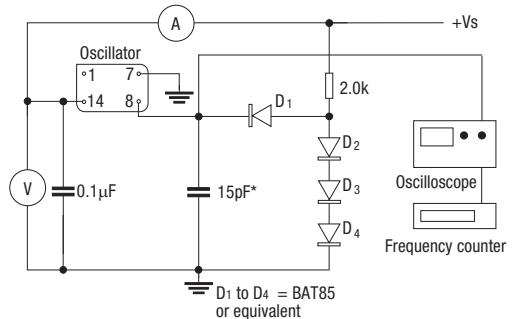 A
+Vs
Oscillator
1 7
14 8
D1
2.0k
D2
V
0.1µF
15pF*
D3
D4
Oscilloscope
Frequency counter
D1 to D4 = BAT85
or equivalent